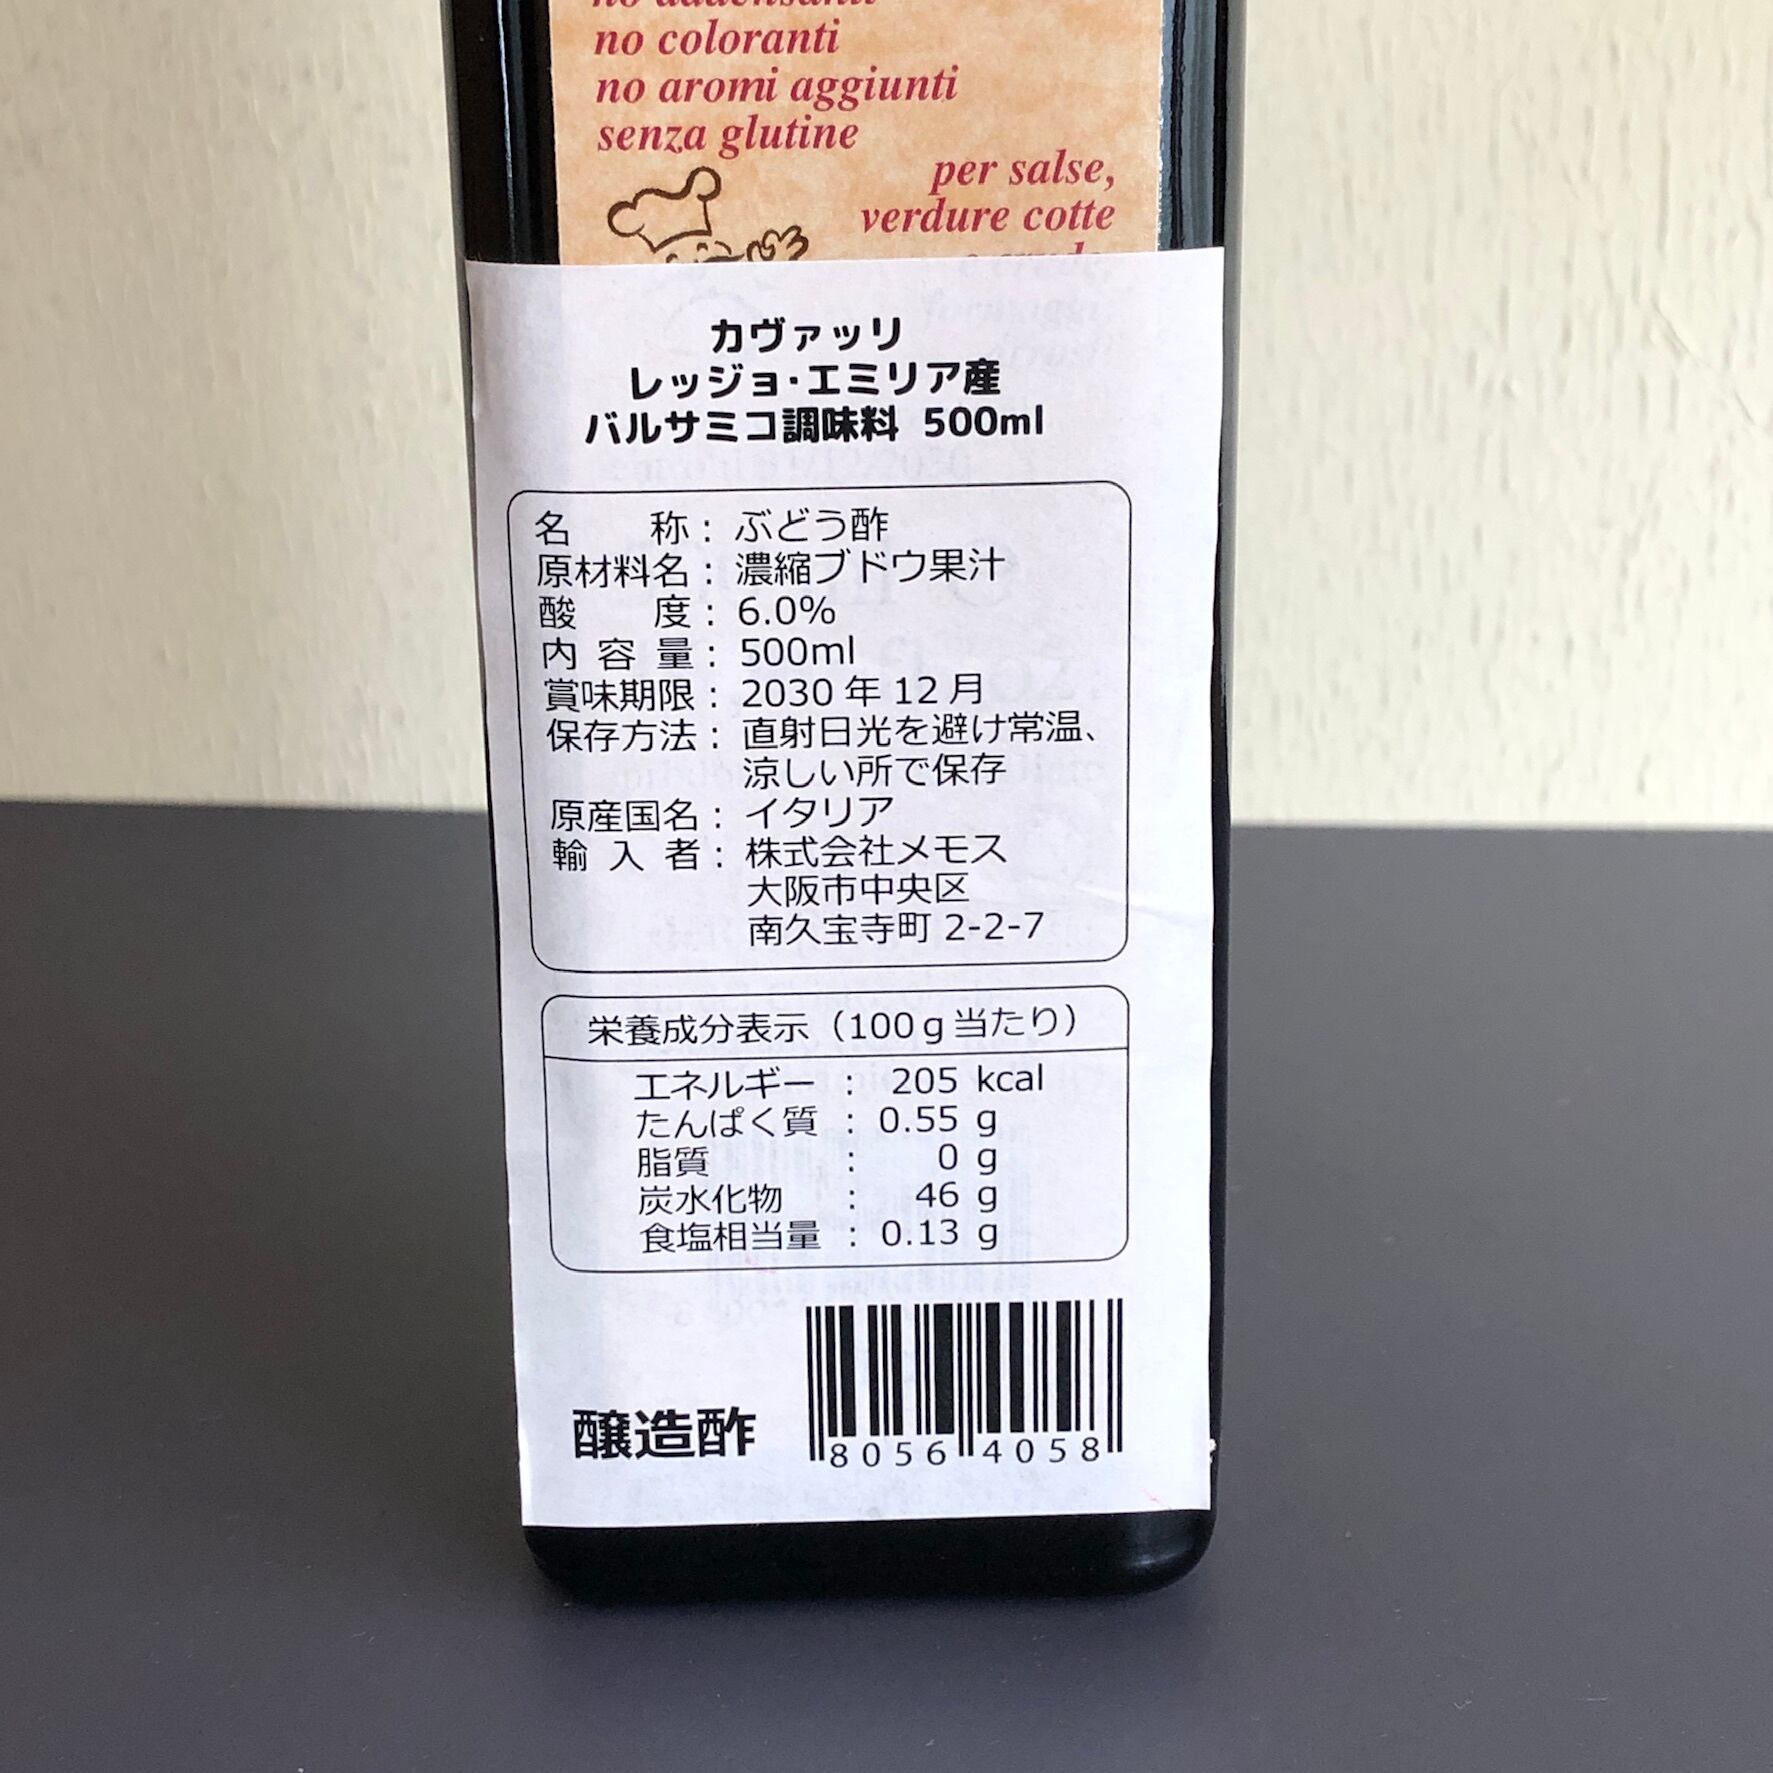 no coloranti
no aromi aggiunti
senza glutine
per salse,
verdure cotte
カヴァッリ
レッジョ・エミリア産
バルサミコ調味料 500ml
名 称 : ぶどう酢
原材料名 : 濃縮ブドウ果汁
酸 度 : 6.0%
内 容 量 : 500ml
賞味期限 : 2030 年 12 月
保存方法 : 直射日光を避け常温、
涼しい所で保存
原産国名 : イタリア
輸 入 者 : 株式会社メモス
大阪市中央区
南久宝寺町 2-2-7
栄養成分表示（100g当たり）
エネルギー : 205 kcal
たんぱく質 : 0.55 g
脂質 : 0 g
炭水化物 : 46 g
食塩相当量 : 0.13 g
醸造酢
8056 4058